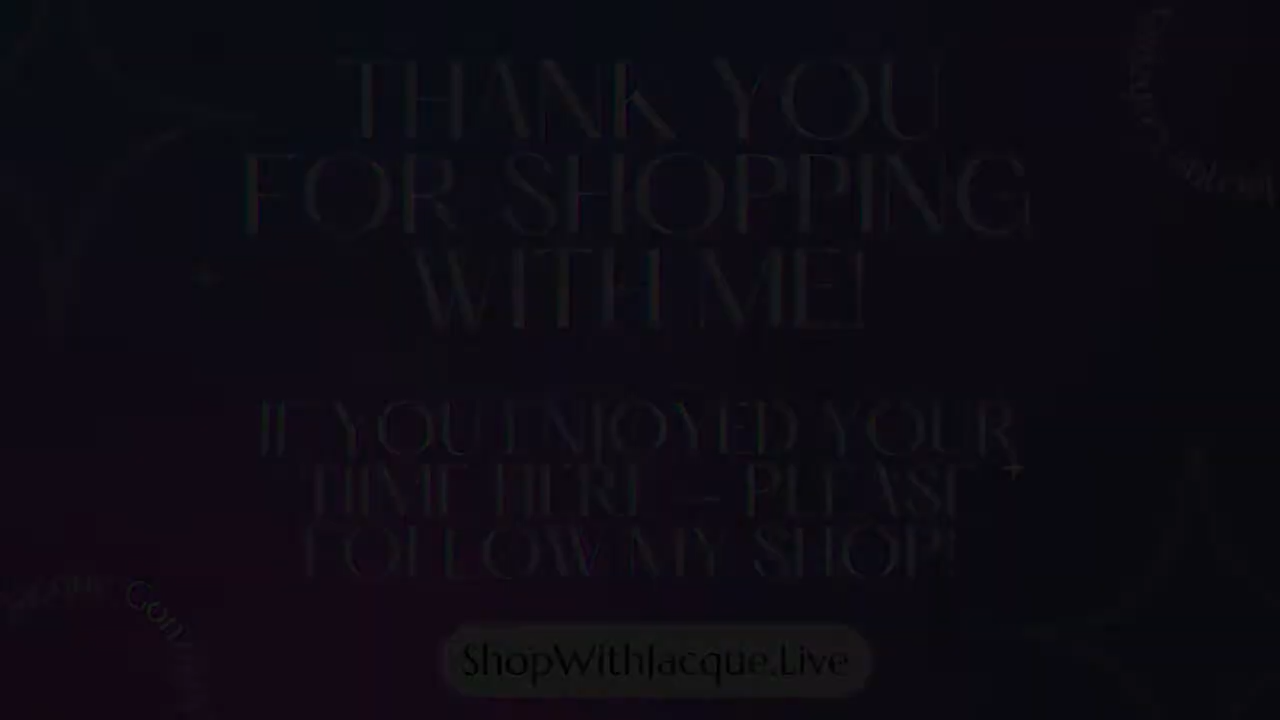 THANK YOU
FOR SHOPPING
WITH ME!
IF YOU ENJOYED YOUR
TIME HERE - PLEASE
FOLLOW MY SHOP!
ShopWithJacque.Live